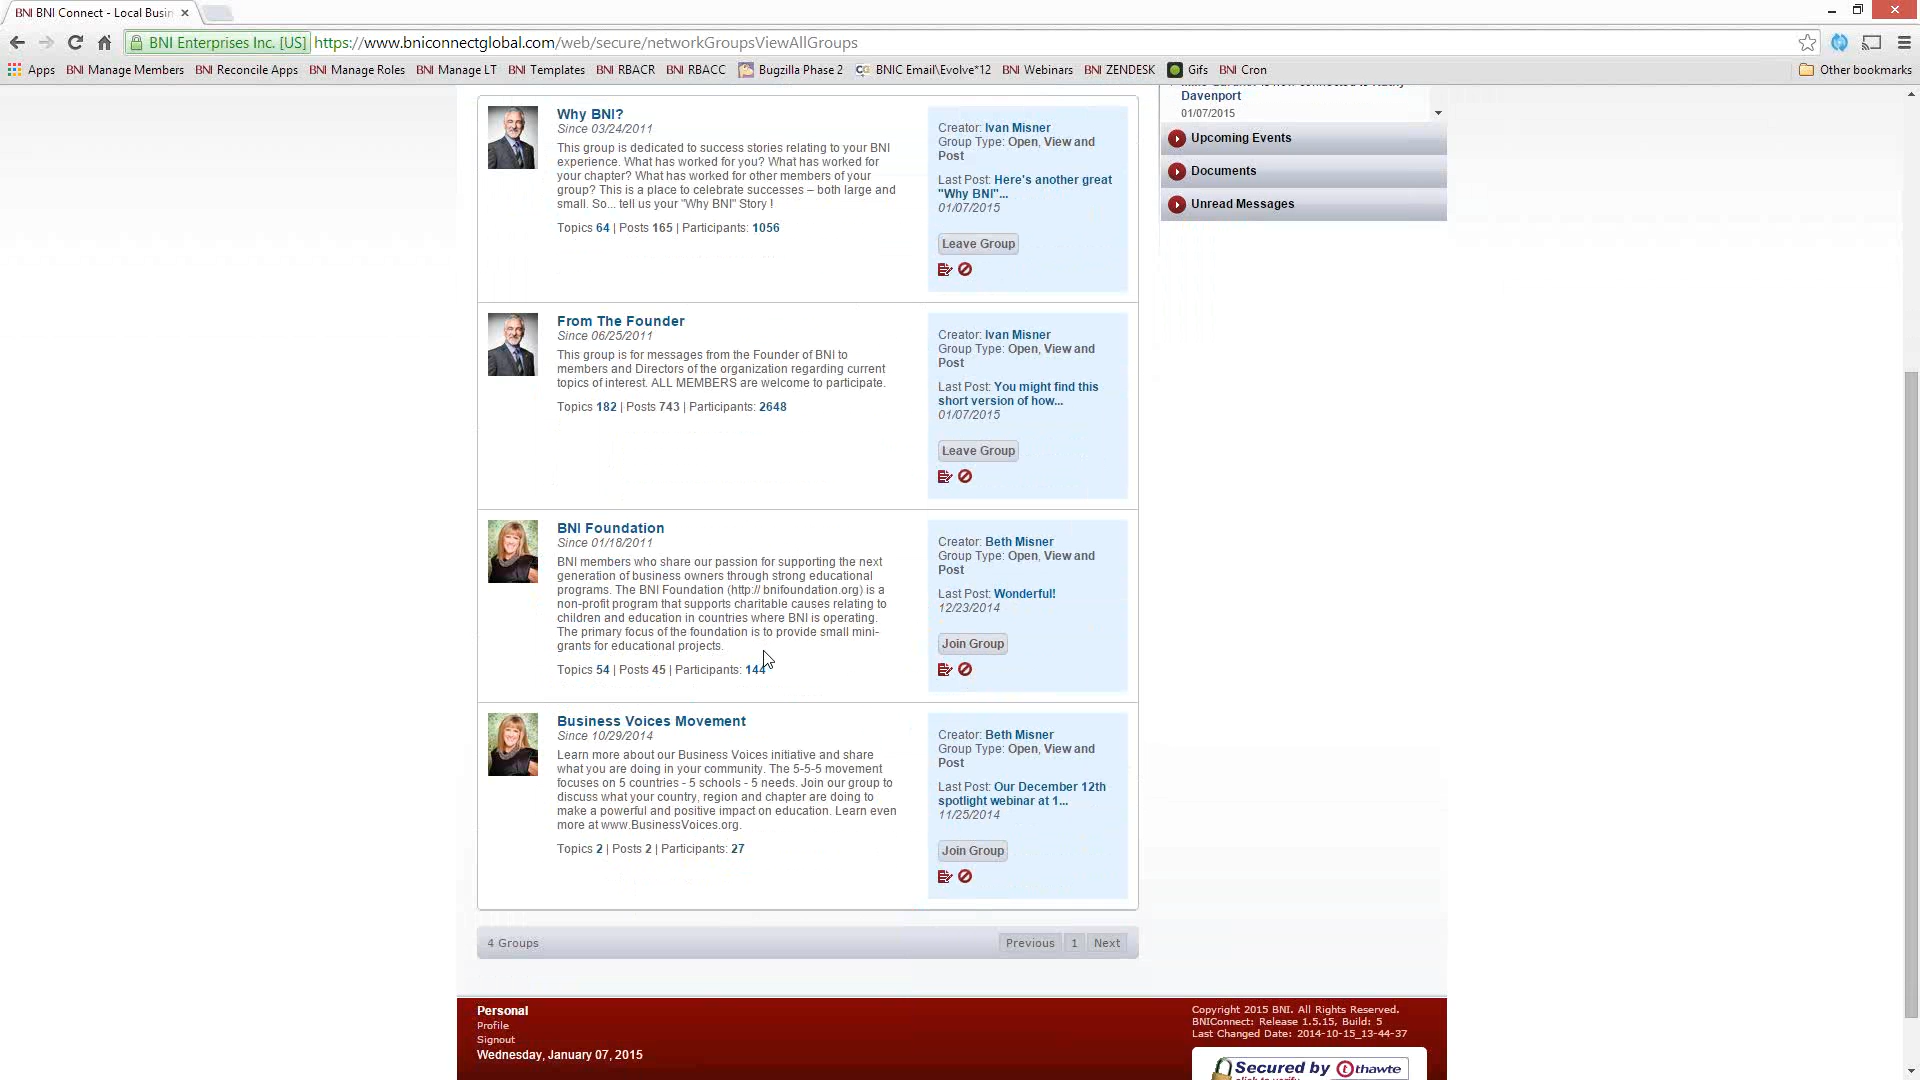 BNI BNI Connect - Local Busin
BNI Enterprises Inc. [US] https://www.bniconnectglobal.com/web/secure/networkGroupsViewAllGroups
Apps BNI Manage Members BNI Reconcile Apps BNI Manage Roles BNI Manage LT BNI Templates BNI RBACR BNI RBACC Bugzilla Phase 2 BNIC Email\Evolve*12 BNI Webinars BNI ZENDESK Gifs BNI Cron Other bookmarks
Why BNI?
Since 03/24/2011
This group is dedicated to success stories relating to your BNI
experience. What has worked for you? What has worked for
your chapter? What has worked for other members of your
group? This is a place to celebrate successes – both large and
small. So... tell us your "Why BNI" Story !
Topics 64 | Posts 165 | Participants: 1056
Creator: Ivan Misner
Group Type: Open, View and
Post
Last Post: Here's another great
"Why BNI"...
01/07/2015
Leave Group
From The Founder
Since 06/25/2011
This group is for messages from the Founder of BNI to
members and Directors of the organization regarding current
topics of interest. ALL MEMBERS are welcome to participate.
Topics 182 | Posts 743 | Participants: 2648
Creator: Ivan Misner
Group Type: Open, View and
Post
Last Post: You might find this
short version of how...
01/07/2015
Leave Group
BNI Foundation
Since 01/18/2011
BNI members who share our passion for supporting the next
generation of business owners through strong educational
programs. The BNI Foundation (http:// bnifoundation.org) is a
non-profit program that supports charitable causes relating to
children and education in countries where BNI is operating.
The primary focus of the foundation is to provide small mini-
grants for educational projects.
Topics 54 | Posts 45 | Participants: 144
Creator: Beth Misner
Group Type: Open, View and
Post
Last Post: Wonderful!
12/23/2014
Join Group
Business Voices Movement
Since 10/29/2014
Learn more about our Business Voices initiative and share
what you are doing in your community. The 5-5-5 movement
focuses on 5 countries - 5 schools - 5 needs. Join our group to
discuss what your country, region and chapter are doing to
make a powerful and positive impact on education. Learn even
more at www.BusinessVoices.org.
Topics 2 | Posts 2 | Participants: 27
Creator: Beth Misner
Group Type: Open, View and
Post
Last Post: Our December 12th
spotlight webinar at 1...
11/25/2014
Join Group
4 Groups Previous 1 Next
Davenport
01/07/2015
Upcoming Events
Documents
Unread Messages
Personal
Profile
Signout
Wednesday, January 07, 2015
Copyright 2015 BNI. All Rights Reserved.
BNIConnect: Release 1.5.15, Build: 5
Last Changed Date: 2014-10-15_13-44-37
Secured by thawte